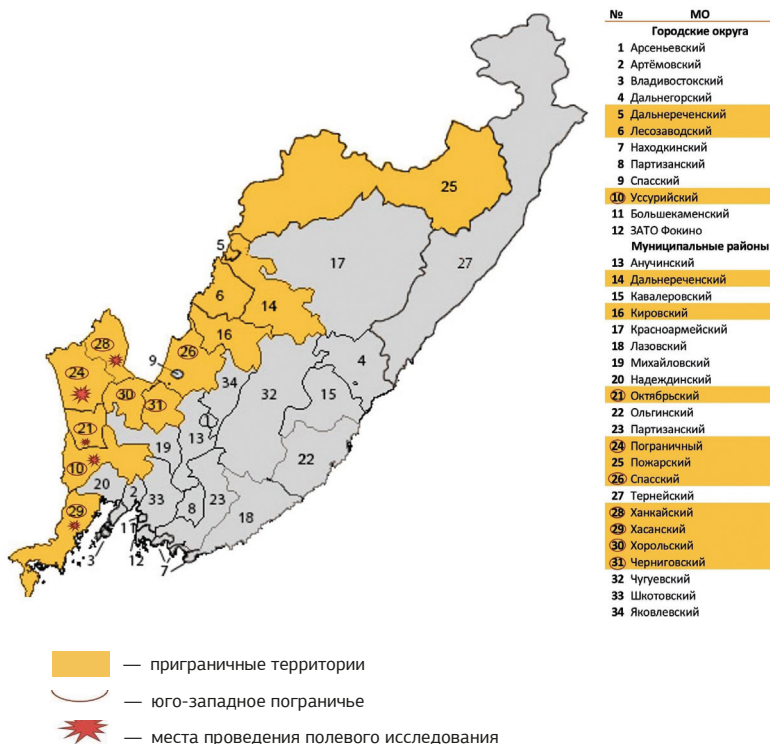 № МО
Городские округа
1 Арсеньевский
2 Артёмовский
3 Владивостокский
4 Дальнегорский
5 Дальнереченский
6 Лесозаводский
7 Находкинский
8 Партизанский
9 Спасский
10 Уссурийский
11 Большекаменский
12 ЗАТО Фокино
Муниципальные районы
13 Анучинский
14 Дальнереченский
15 Кавалеровский
16 Кировский
17 Красноармейский
18 Лазовский
19 Михайловский
20 Надеждинский
21 Октябрьский
22 Ольгинский
23 Партизанский
24 Пограничный
25 Пожарский
26 Спасский
27 Тернейский
28 Ханкайский
29 Хасанский
30 Хорольский
31 Черниговский
32 Чугуевский
33 Шкотовский
34 Яковлевский
25
5
17
27
6
14
28
26
16
9
24
34
4
30
31
32
15
21
13
1
19
22
10
20
2
33
8
23
18
29
3
11
12
7
— приграничные территории
— юго-западное пограничье
— места проведения полевого исследования